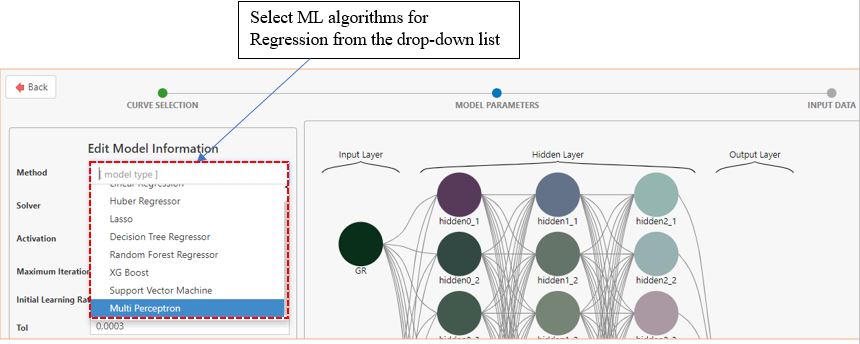 Select ML algorithms for
Regression from the drop-down list
Back
CURVE SELECTION
MODEL PARAMETERS
INPUT DATA
Edit Model Information
Method
[ model type ]
Linear Regression
Huber Regressor
Lasso
Decision Tree Regressor
Random Forest Regressor
XG Boost
Support Vector Machine
Multi Perceptron
Solver
Activation
Maximum Iteration
Initial Learning Rat
Tol
0.0003
Input Layer
Hidden Layer
Output Layer
hidden0_1
hidden1_1
hidden2_1
GR
hidden0_2
hidden1_2
hidden2_2